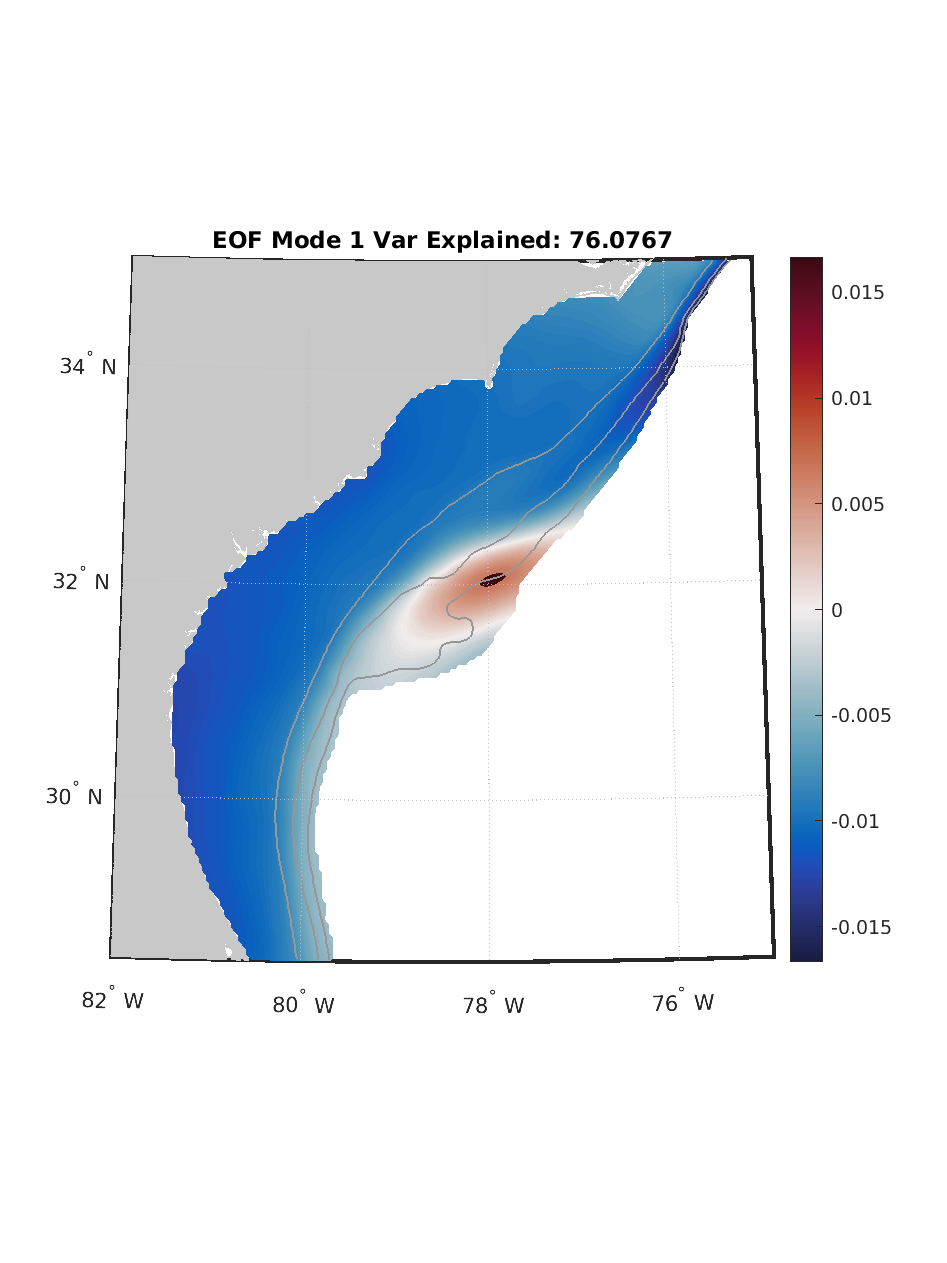 EOF Mode 1 Var Explained: 76.0767
34° N
32° N
30° N
82° W
80° W
78° W
76° W
0.015
0.01
0.005
0
-0.005
-0.01
-0.015